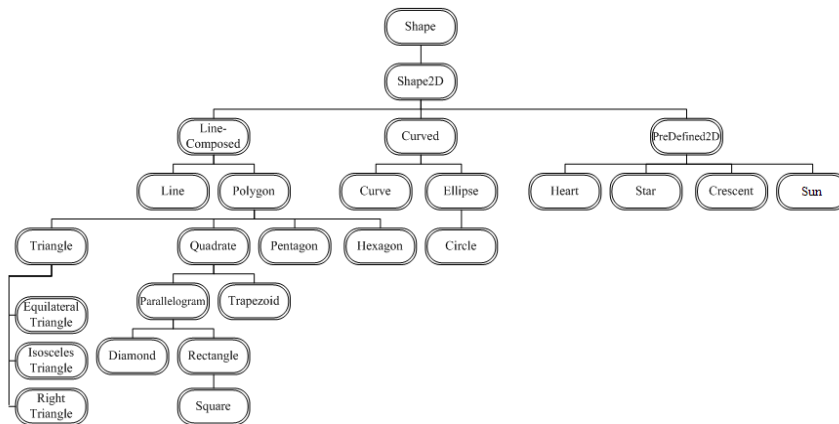 Shape
Shape2D
Line-
Composed
Curved
PreDefined2D
Line
Polygon
Curve
Ellipse
Heart
Star
Crescent
Sun
Triangle
Quadrate
Pentagon
Hexagon
Circle
Equilateral
Triangle
Parallelogram
Trapezoid
Isosceles
Triangle
Diamond
Rectangle
Right
Triangle
Square